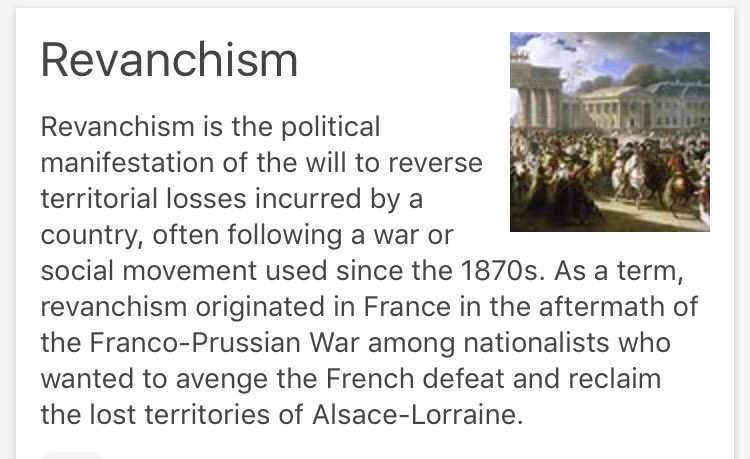 Revanchism
Revanchism is the political
manifestation of the will to reverse
territorial losses incurred by a
country, often following a war or
social movement used since the 1870s. As a term,
revanchism originated in France in the aftermath of
the Franco-Prussian War among nationalists who
wanted to avenge the French defeat and reclaim
the lost territories of Alsace-Lorraine.